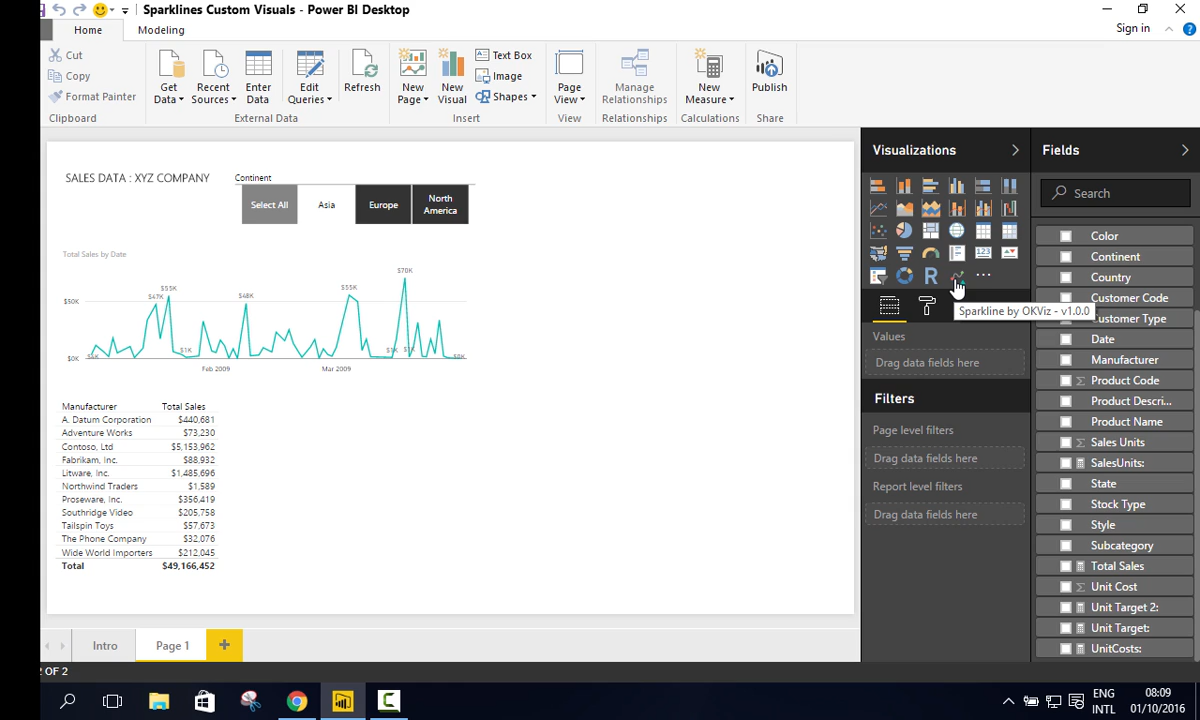 Sparklines Custom Visuals - Power BI Desktop
Home
Modeling
Sign in
Cut
Copy
Format Painter
Clipboard
Get Data
Recent Sources
Enter Data
Edit Queries
Refresh
External Data
New Page
New Visual
Text Box
Image
Shapes
Insert
Page View
View
Manage Relationships
Relationships
New Measure
Calculations
Publish
Share
SALES DATA : XYZ COMPANY
Continent
Select All
Asia
Europe
North America
Total Sales by Date
$50K
$0K
$4K
$47K
$55K
$1K
$48K
$55K
$1K
$70K
$1K
$0K
Feb 2009
Mar 2009
Manufacturer Total Sales
A. Datum Corporation $440,681
Adventure Works $73,230
Contoso, Ltd $5,153,962
Fabrikam, Inc. $88,932
Litware, Inc. $1,485,696
Northwind Traders $1,589
Proseware, Inc. $356,419
Southridge Video $205,758
Tailspin Toys $57,673
The Phone Company $32,076
Wide World Importers $212,045
Total $49,166,452
Visualizations
R
123
Sparkline by OKViz - v1.0.0
Values
Drag data fields here
Filters
Page level filters
Drag data fields here
Report level filters
Drag data fields here
Fields
Search
Color
Continent
Country
Customer Code
Customer Type
Date
Manufacturer
Σ Product Code
Product Descri...
Product Name
Σ Sales Units
SalesUnits:
State
Stock Type
Style
Subcategory
Total Sales
Σ Unit Cost
Unit Target 2:
Unit Target:
UnitCosts:
Intro
Page 1
+
2 OF 2
ENG
INTL
08:09
01/10/2016